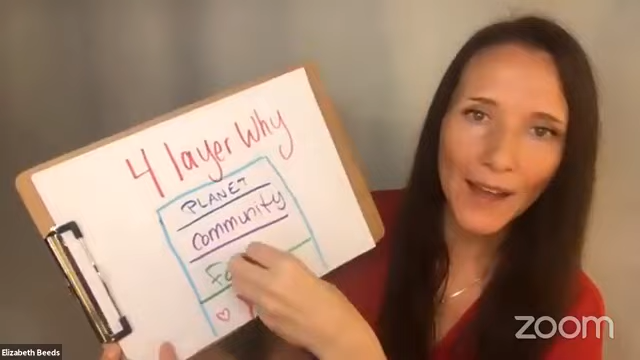 4 layer Why
PLANET
community
zoom
Elizabeth Beeds